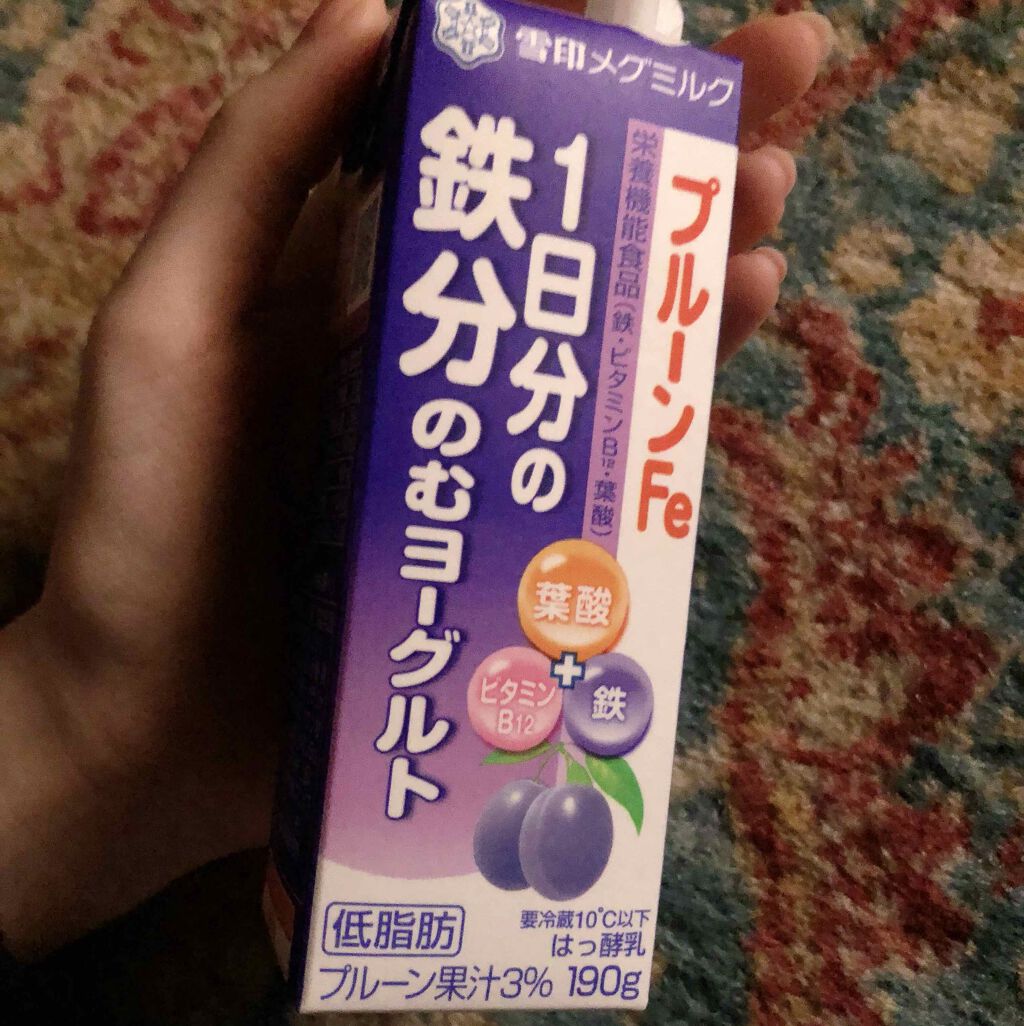 雪印メグミルク
プルーンFe
栄養機能食品(鉄・ビタミンB12・葉酸)
1日分の
鉄分のむヨーグルト
葉酸
+
ビタミン
B12
鉄
低脂肪
要冷蔵10℃以下
はっ酵乳
プルーン果汁3% 190g